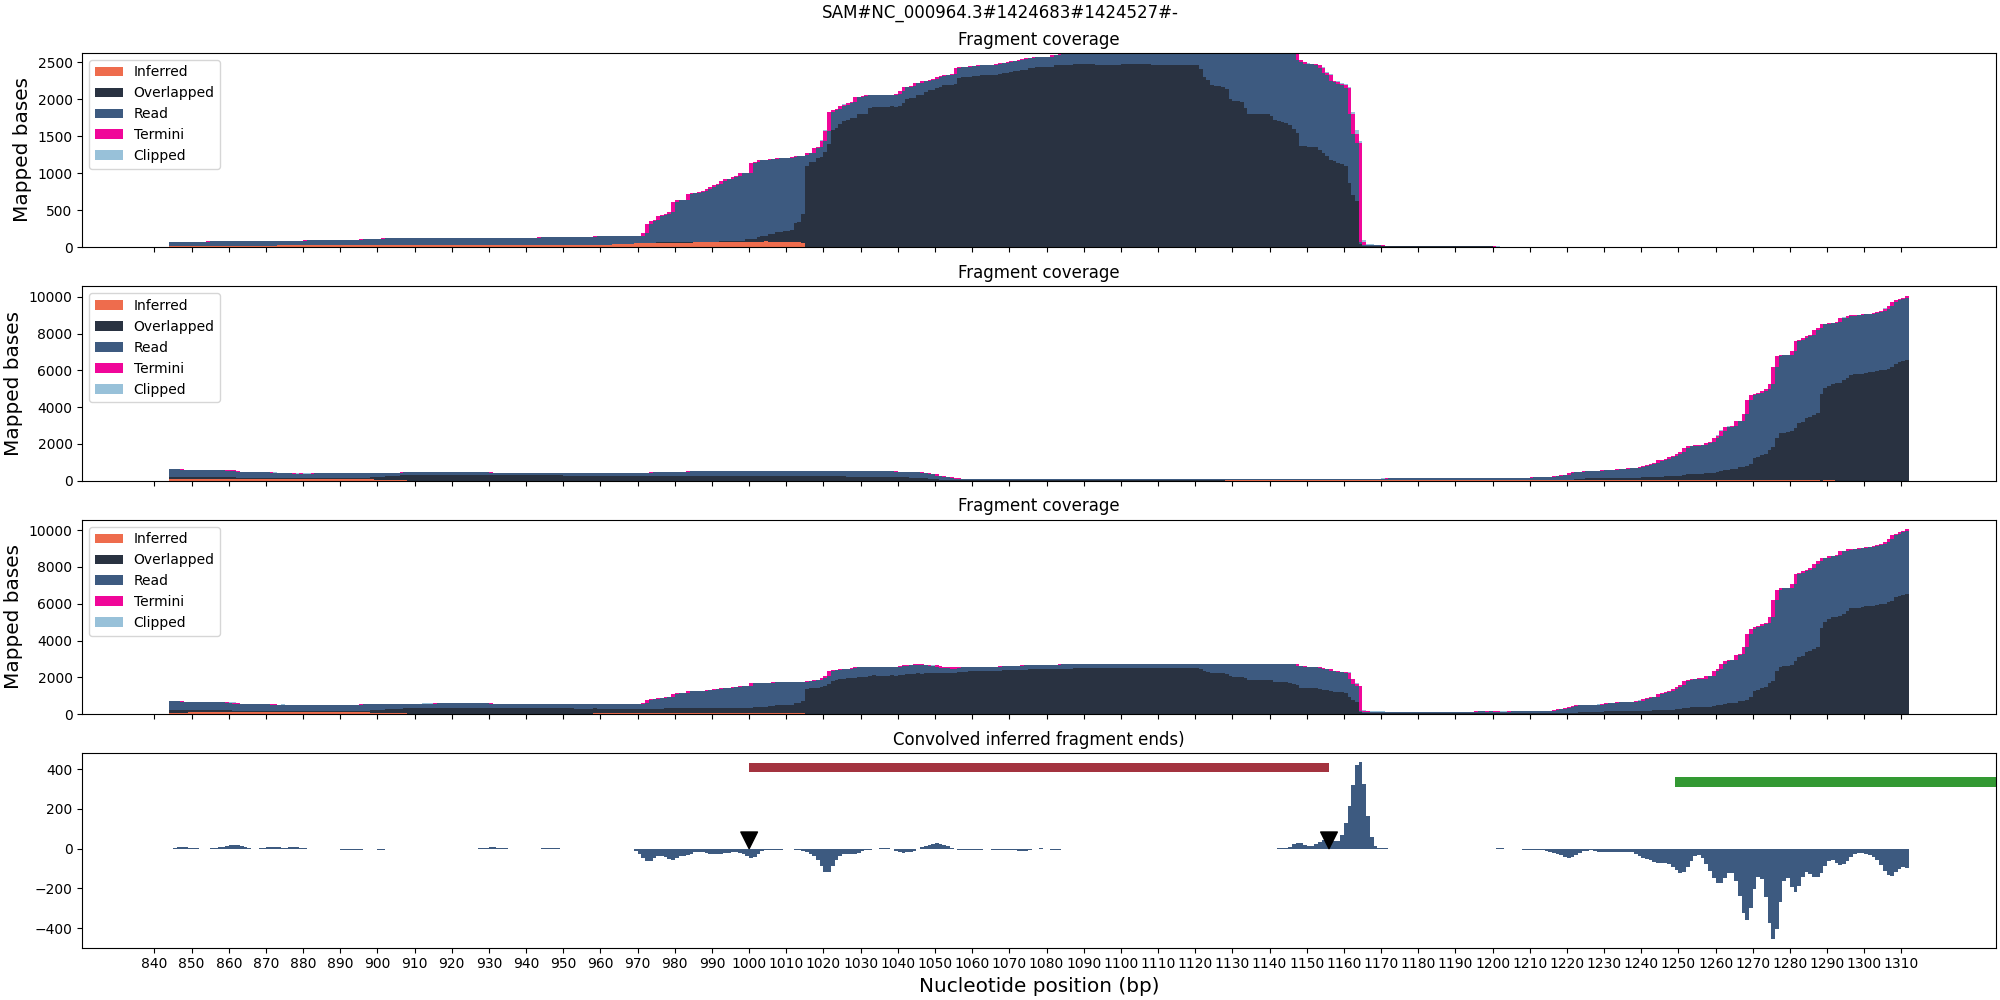 SAM#NC_000964.3#1424683#1424527#-
Fragment coverage
Mapped bases
2500
2000
1500
1000
500
0
Inferred
Overlapped
Read
Termini
Clipped
Fragment coverage
Mapped bases
10000
8000
6000
4000
2000
0
Inferred
Overlapped
Read
Termini
Clipped
Fragment coverage
Mapped bases
10000
8000
6000
4000
2000
0
Inferred
Overlapped
Read
Termini
Clipped
Convolved inferred fragment ends)
400
200
0
−200
−400
840 850 860 870 880 890 900 910 920 930 940 950 960 970 980 990 1000 1010 1020 1030 1040 1050 1060 1070 1080 1090 1100 1110 1120 1130 1140 1150 1160 1170 1180 1190 1200 1210 1220 1230 1240 1250 1260 1270 1280 1290 1300 1310
Nucleotide position (bp)